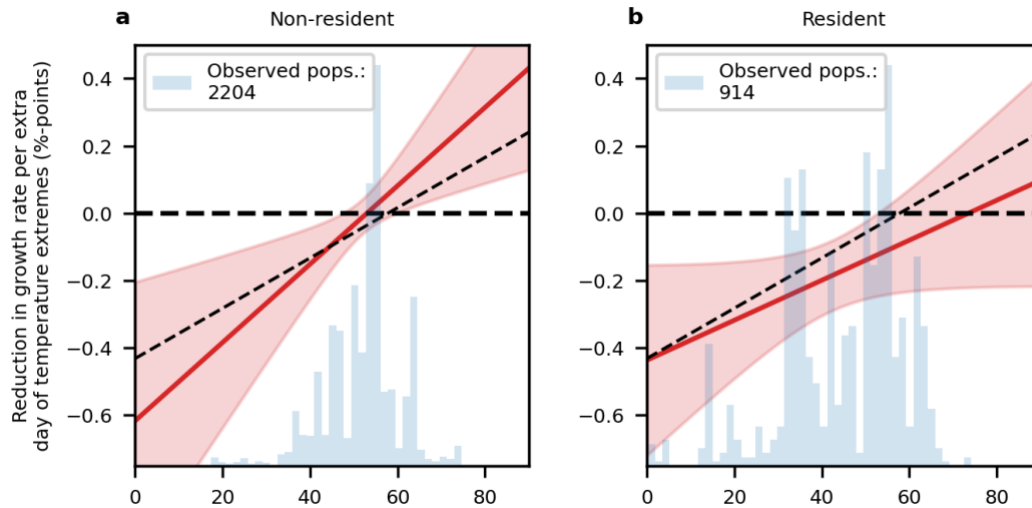 a
Non-resident
b
Resident
Observed pops.:
2204
Observed pops.:
914
Reduction in growth rate per extra
day of temperature extremes (%-points)
0.4
0.2
0.0
−0.2
−0.4
−0.6
0 20 40 60 80
0.4
0.2
0.0
−0.2
−0.4
−0.6
0 20 40 60 80